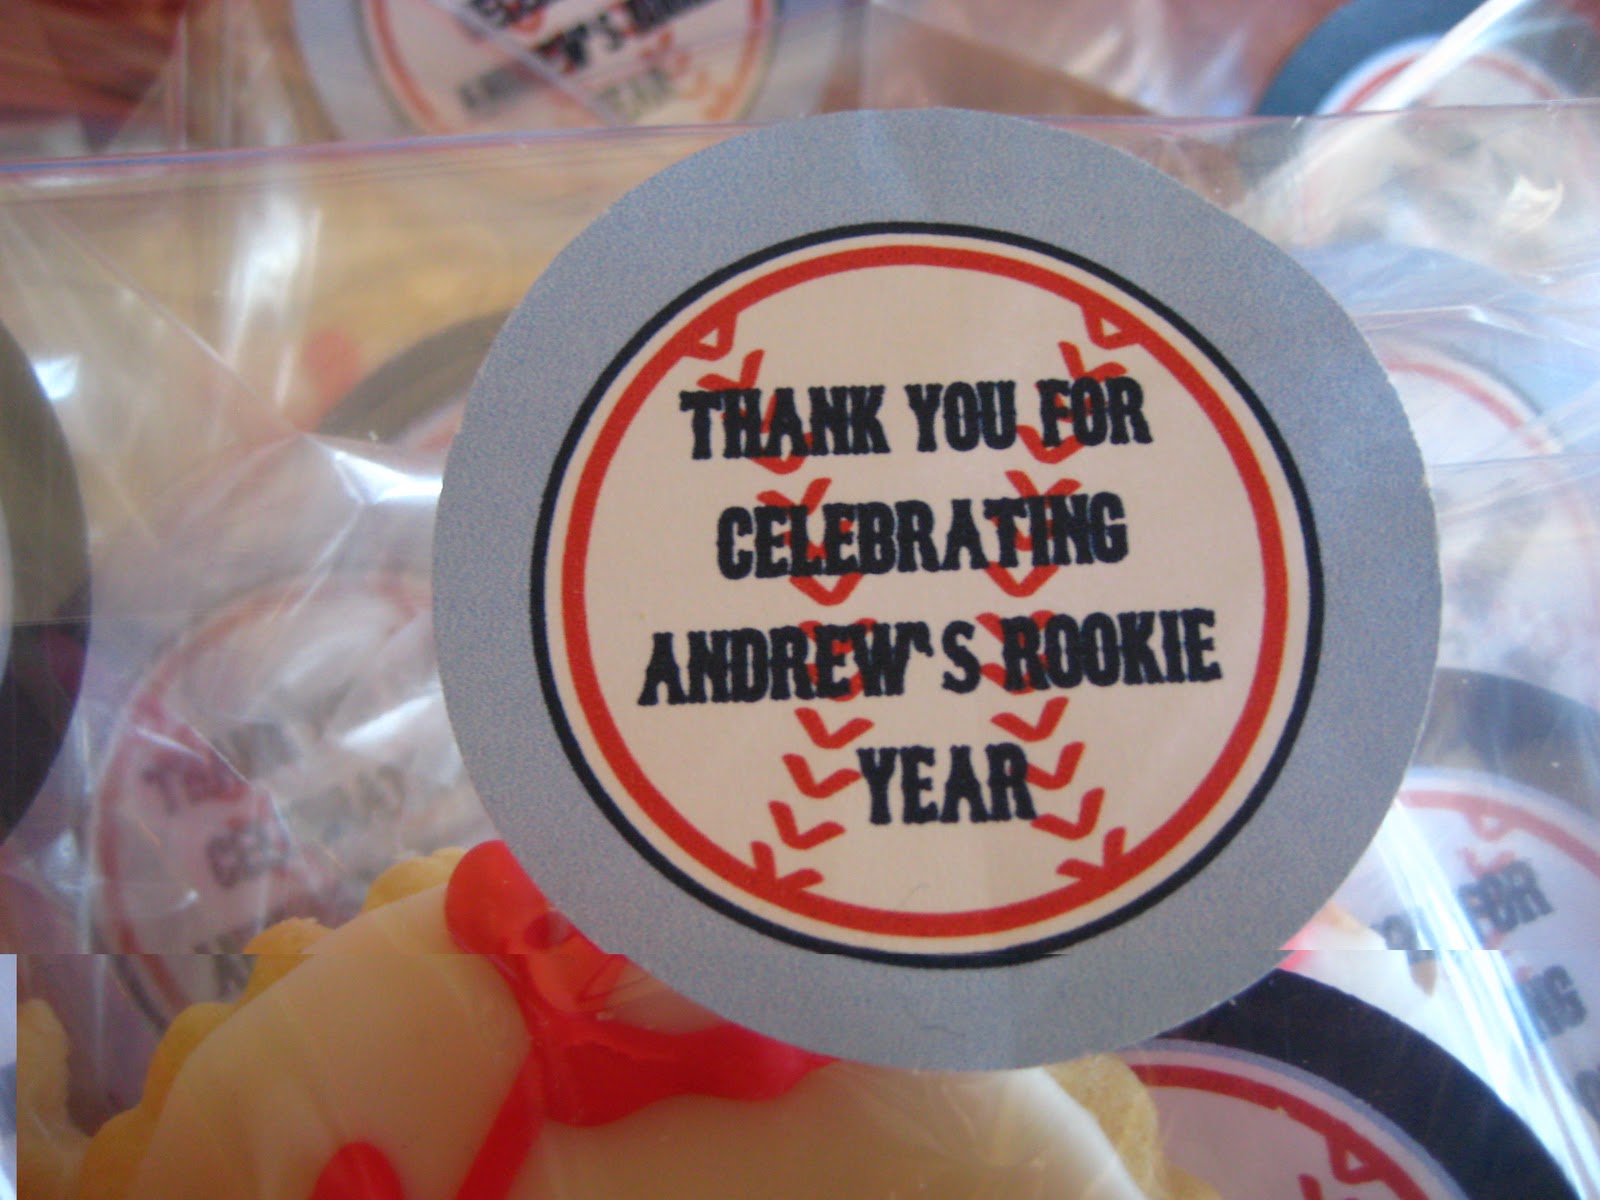 THANK YOU FOR
CELEBRATING
ANDREW'S ROOKIE
YEAR